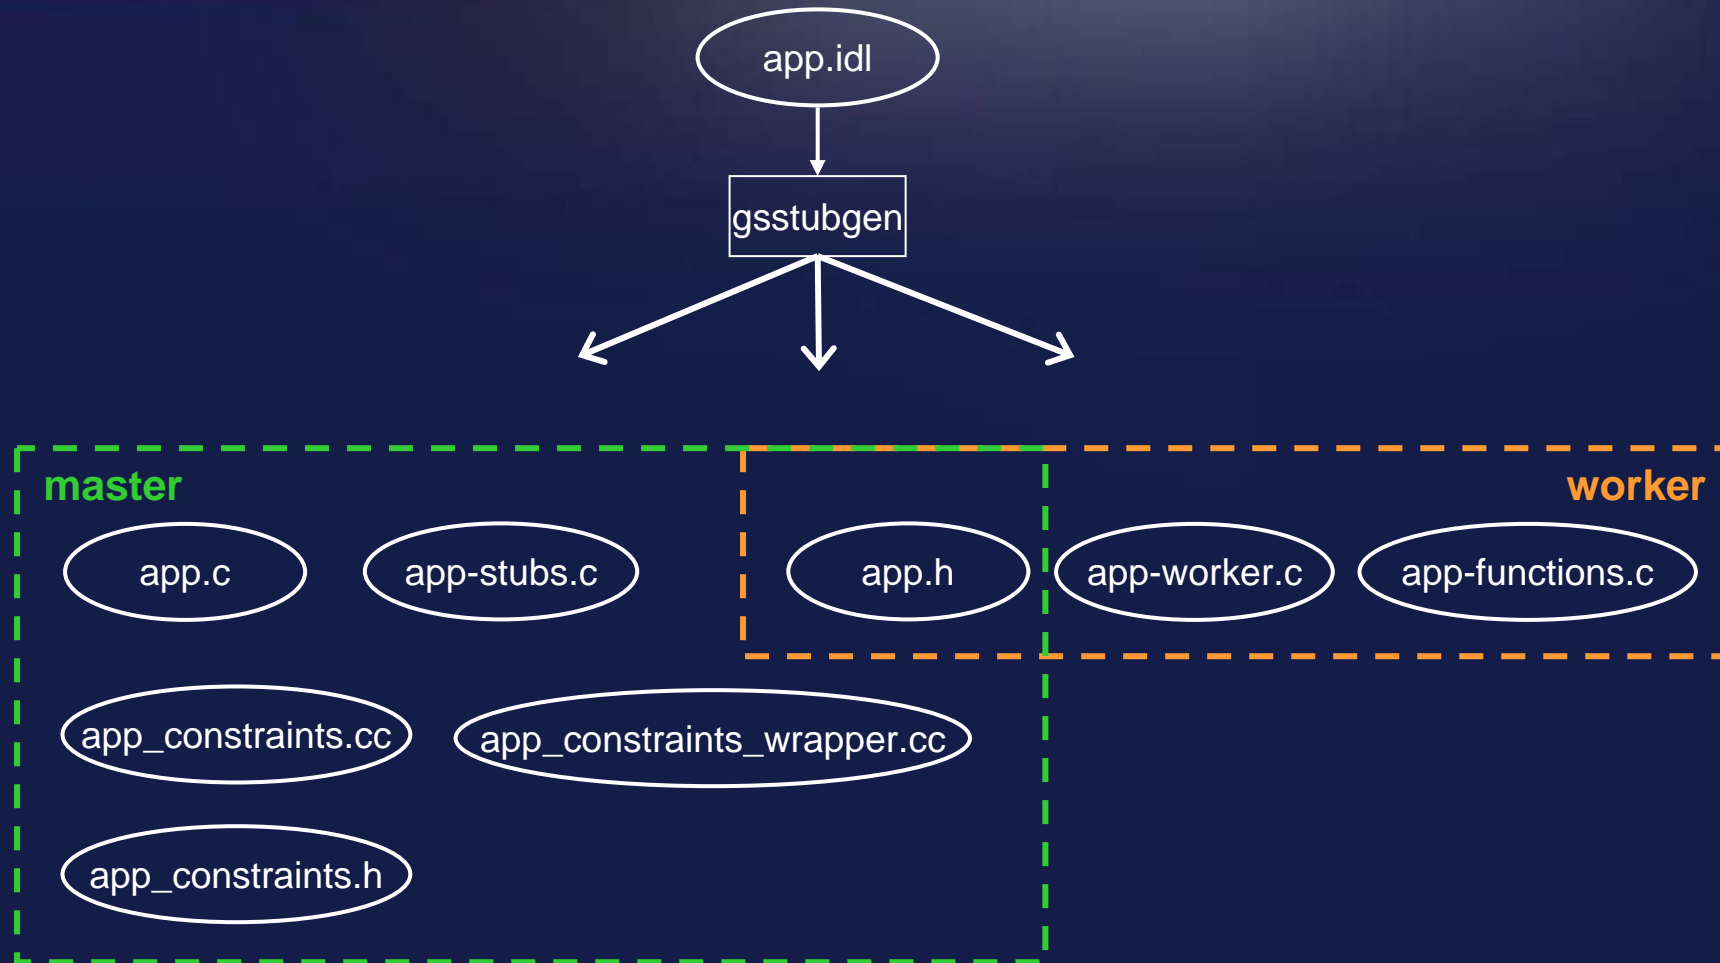 app.idl
gsstubgen
master
worker
app.c
app-stubs.c
app.h
app-worker.c
app-functions.c
app_constraints.cc
app_constraints_wrapper.cc
app_constraints.h